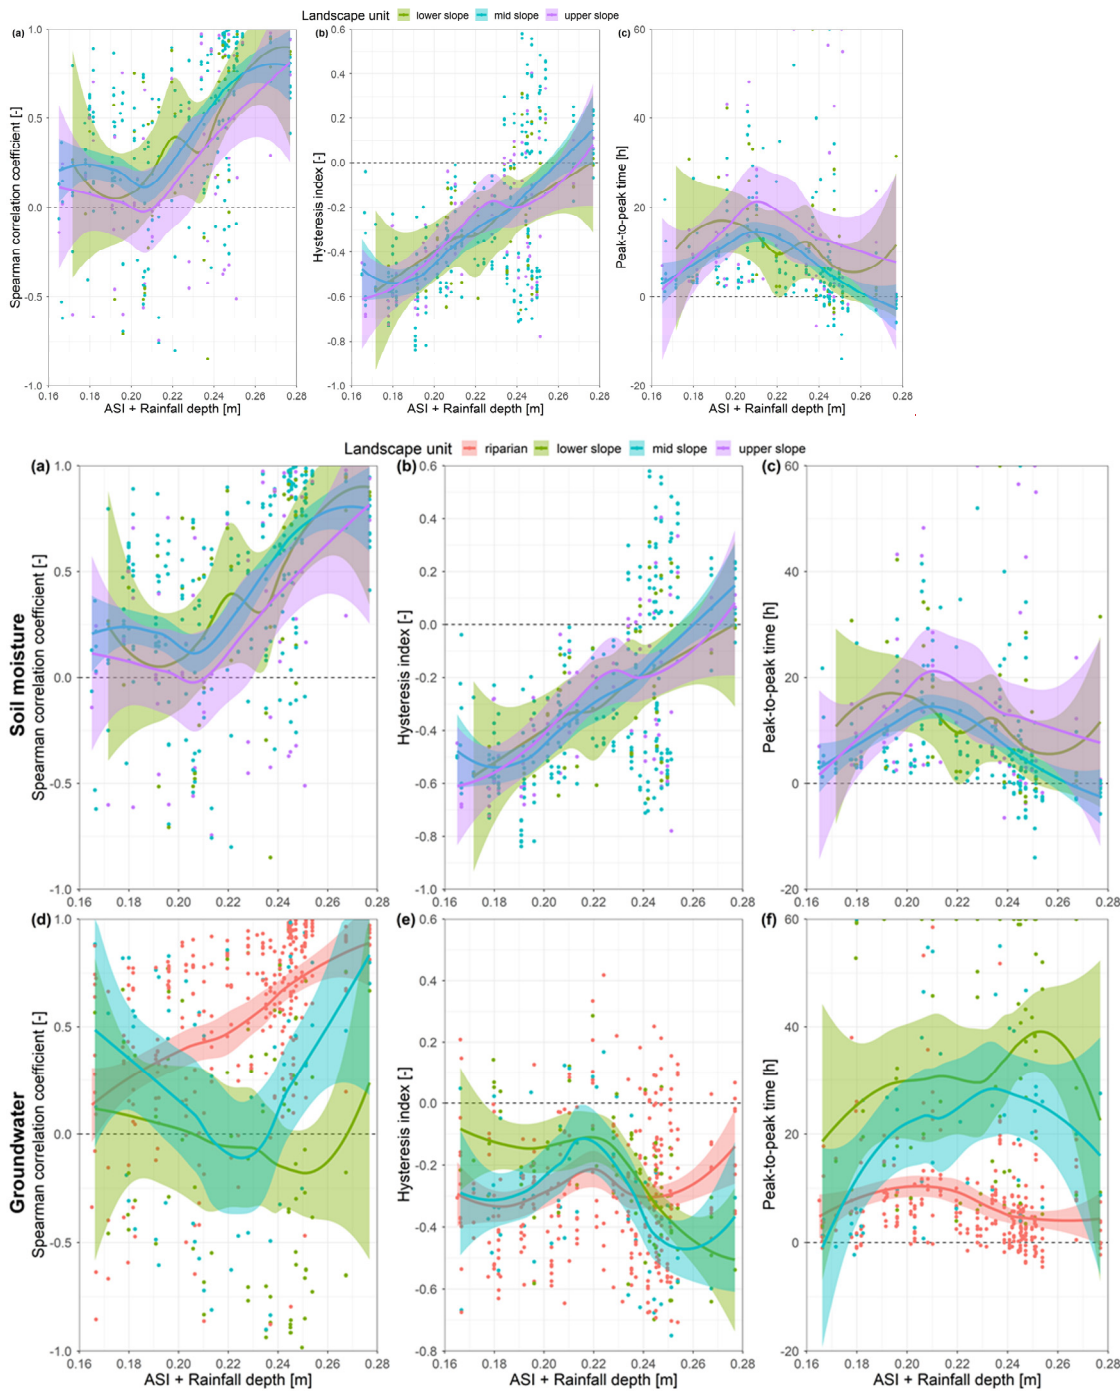 Landscape unit lower slope mid slope upper slope
(a) (b) (c)
Spearman correlation coefficient [-]
1.0
0.5
0.0
-0.5
-1.0
0.16 0.18 0.20 0.22 0.24 0.26 0.28
ASI + Rainfall depth [m]
Hysteresis index [-]
0.6
0.4
0.2
0.0
-0.2
-0.4
-0.6
-0.8
-1.0
0.16 0.18 0.20 0.22 0.24 0.26 0.28
ASI + Rainfall depth [m]
Peak-to-peak time [h]
60
40
20
0
-20
0.16 0.18 0.20 0.22 0.24 0.26 0.28
ASI + Rainfall depth [m]
Landscape unit riparian lower slope mid slope upper slope
Soil moisture
(a) (b) (c)
Spearman correlation coefficient [-]
1.0
0.5
0.0
-0.5
-1.0
0.16 0.18 0.20 0.22 0.24 0.26 0.28
Hysteresis index [-]
0.6
0.4
0.2
0.0
-0.2
-0.4
-0.6
-0.8
-1.0
0.16 0.18 0.20 0.22 0.24 0.26 0.28
Peak-to-peak time [h]
60
40
20
0
-20
0.16 0.18 0.20 0.22 0.24 0.26 0.28
Groundwater
(d) (e) (f)
Spearman correlation coefficient [-]
1.0
0.5
0.0
-0.5
-1.0
0.16 0.18 0.20 0.22 0.24 0.26 0.28
ASI + Rainfall depth [m]
Hysteresis index [-]
0.6
0.4
0.2
0.0
-0.2
-0.4
-0.6
-0.8
0.16 0.18 0.20 0.22 0.24 0.26 0.28
ASI + Rainfall depth [m]
Peak-to-peak time [h]
60
40
20
0
-20
0.16 0.18 0.20 0.22 0.24 0.26 0.28
ASI + Rainfall depth [m]